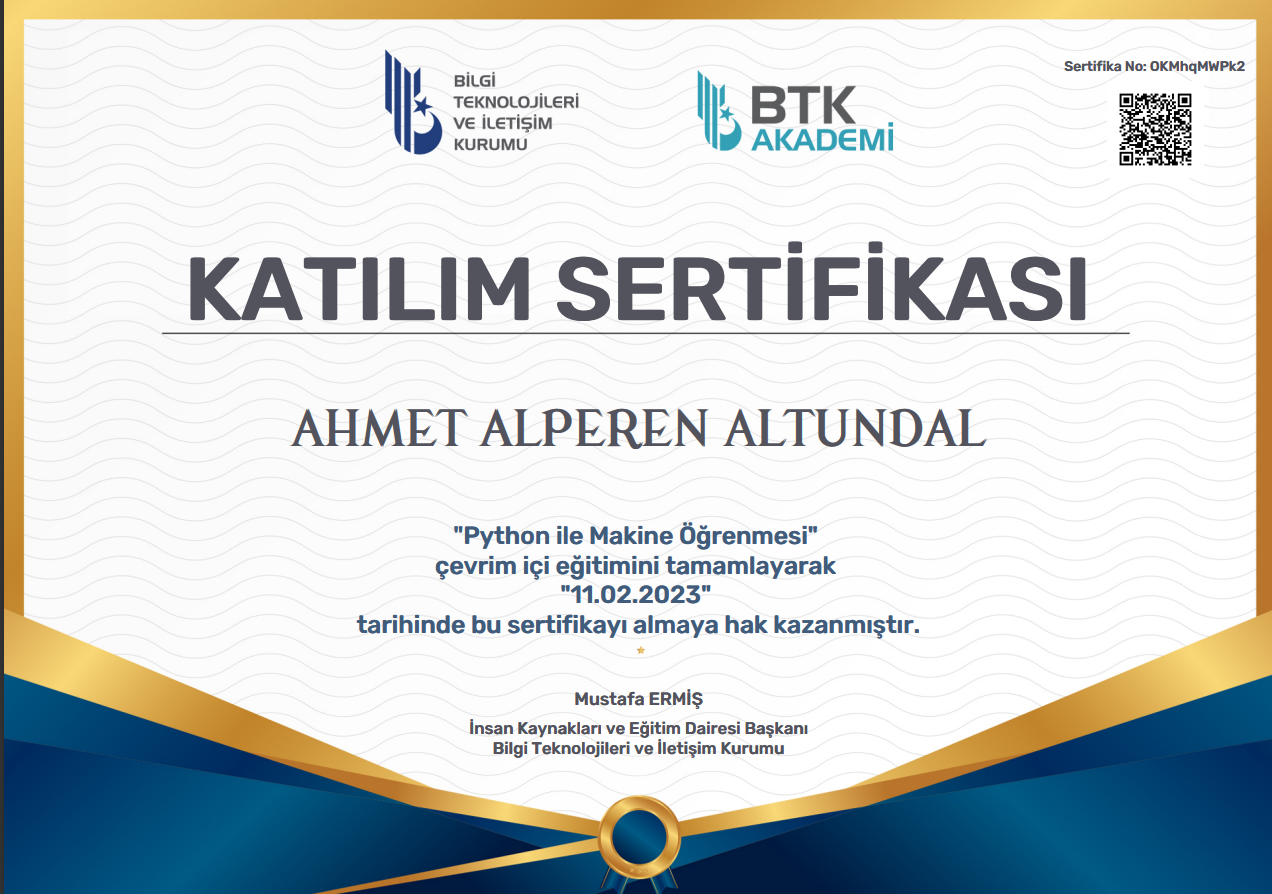 BİLGİ
TEKNOLOJİLERİ
VE İLETİŞİM
KURUMU
BTK
AKADEMİ
Sertifika No: OKMhqMWPk2
KATILIM SERTİFİKASI
AHMET ALPEREN ALTUNDAL
"Python ile Makine Öğrenmesi"
çevrim içi eğitimini tamamlayarak
"11.02.2023"
tarihinde bu sertifikayı almaya hak kazanmıştır.
Mustafa ERMİŞ
İnsan Kaynakları ve Eğitim Dairesi Başkanı
Bilgi Teknolojileri ve İletişim Kurumu